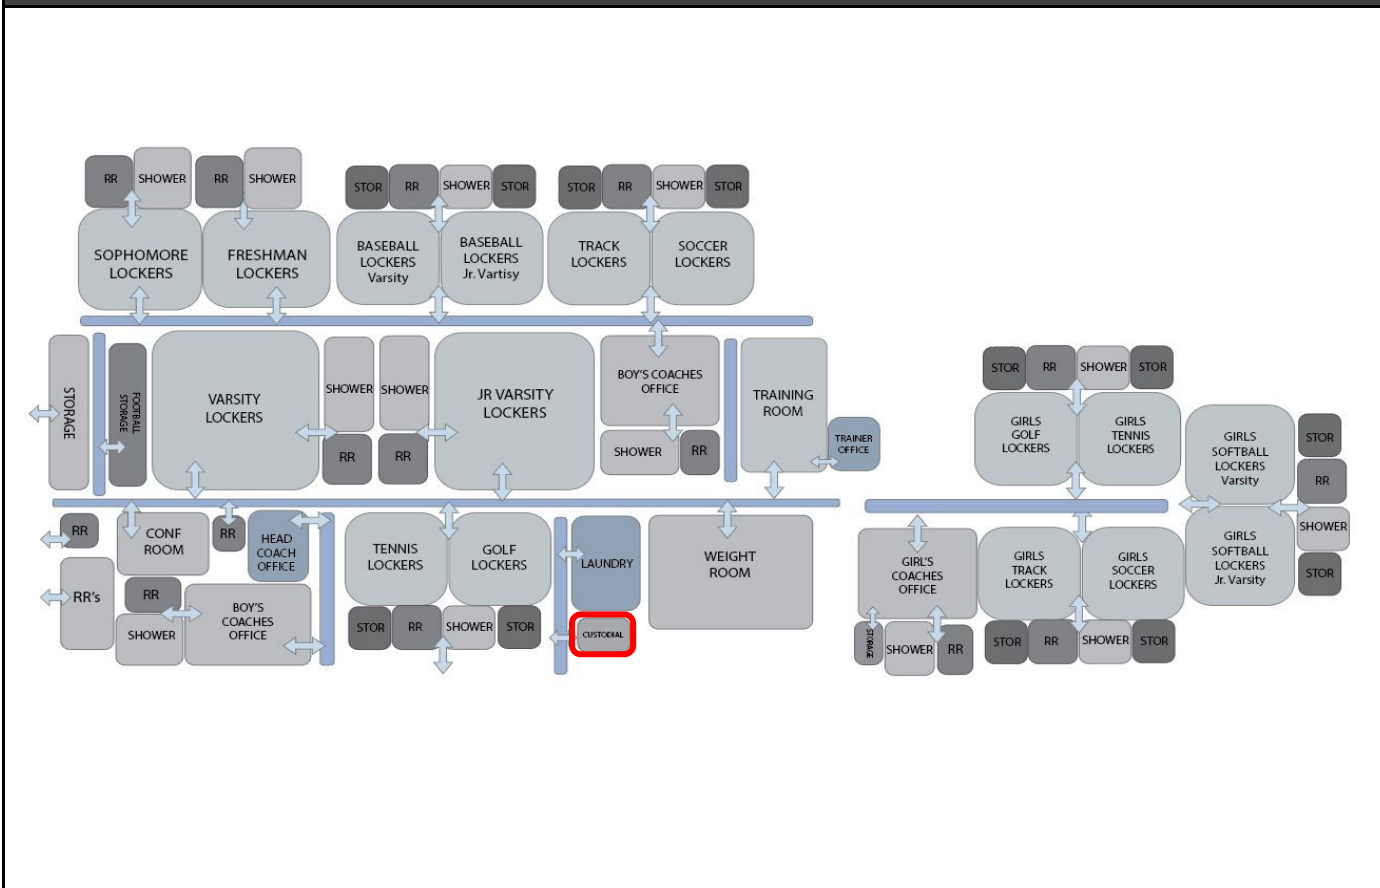 RR
SHOWER
RR
SHOWER
STOR
RR
SHOWER
STOR
STOR
RR
SHOWER
STOR
SOPHOMORE
LOCKERS
FRESHMAN
LOCKERS
BASEBALL
LOCKERS
Varsity
BASEBALL
LOCKERS
Jr. Vartisy
TRACK
LOCKERS
SOCCER
LOCKERS
STORAGE
FOOTBALL
STORAGE
VARSITY
LOCKERS
SHOWER
SHOWER
RR
RR
JR VARSITY
LOCKERS
BOY'S COACHES
OFFICE
SHOWER
RR
TRAINING
ROOM
TRAINER
OFFICE
RR
RR's
CONF
ROOM
RR
HEAD
COACH
OFFICE
RR
SHOWER
BOY'S
COACHES
OFFICE
TENNIS
LOCKERS
GOLF
LOCKERS
STOR
RR
SHOWER
STOR
LAUNDRY
CUSTODIAL
WEIGHT
ROOM
STOR
RR
SHOWER
STOR
GIRLS
GOLF
LOCKERS
GIRLS
TENNIS
LOCKERS
GIRLS
SOFTBALL
LOCKERS
Varsity
STOR
RR
SHOWER
STOR
GIRLS
SOFTBALL
LOCKERS
Jr. Varsity
GIRL'S
COACHES
OFFICE
GIRLS
TRACK
LOCKERS
GIRLS
SOCCER
LOCKERS
STORAGE
SHOWER
RR
STOR
RR
SHOWER
STOR